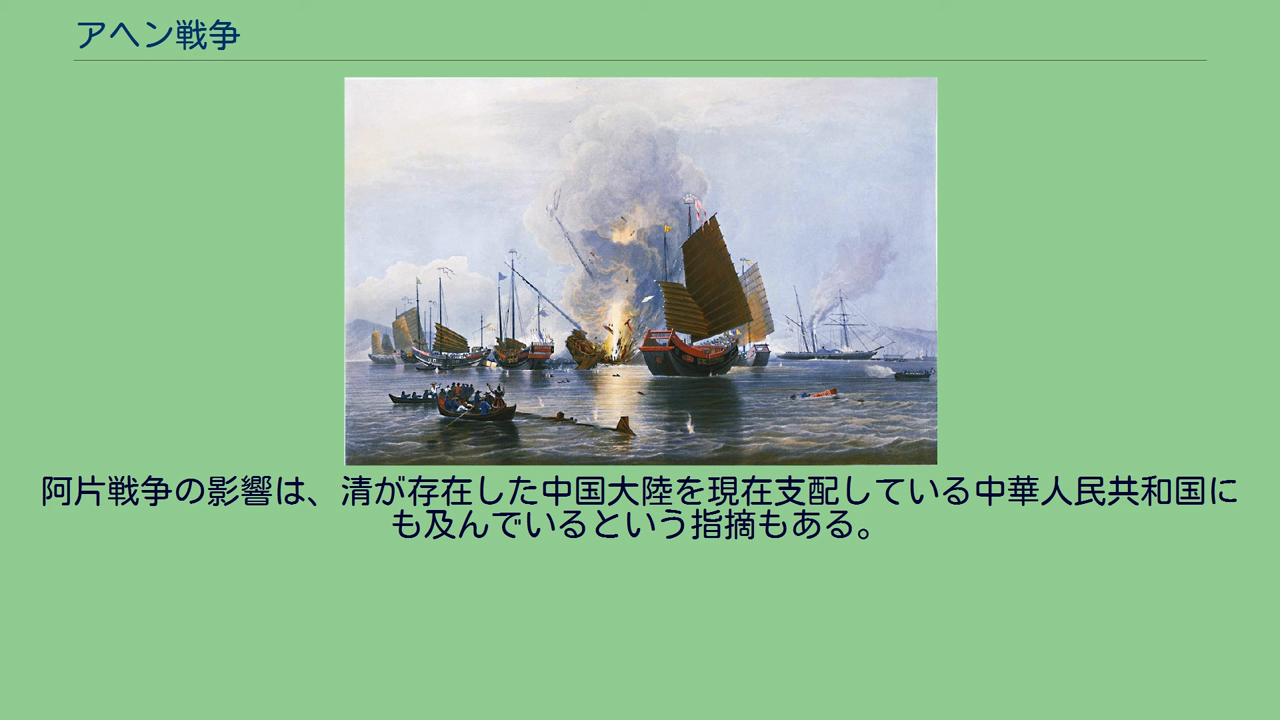 アヘン戦争
阿片戦争の影響は、清が存在した中国大陸を現在支配している中華人民共和国に
も及んでいるという指摘もある。